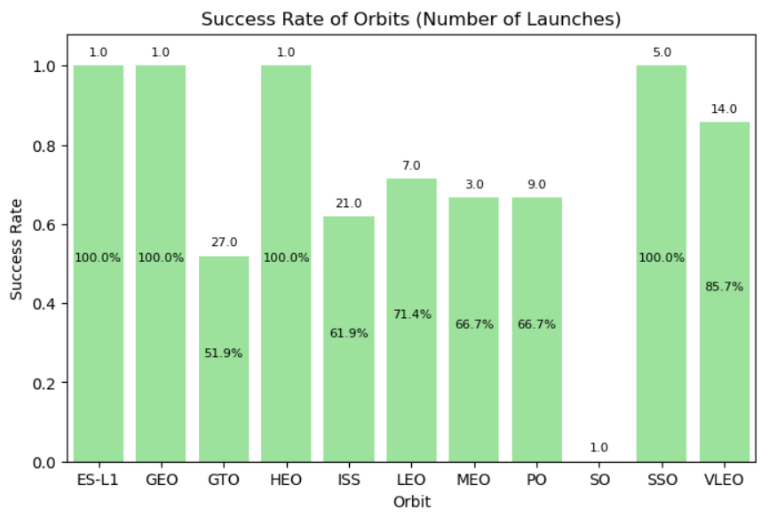 Success Rate of Orbits (Number of Launches)
Success Rate
1.0
0.8
0.6
0.4
0.2
0.0
1.0 1.0 27.0 1.0 21.0 7.0 3.0 9.0 1.0 5.0 14.0
100.0% 100.0% 51.9% 100.0% 61.9% 71.4% 66.7% 66.7% 100.0% 85.7%
ES-L1 GEO GTO HEO ISS LEO MEO PO SO SSO VLEO
Orbit